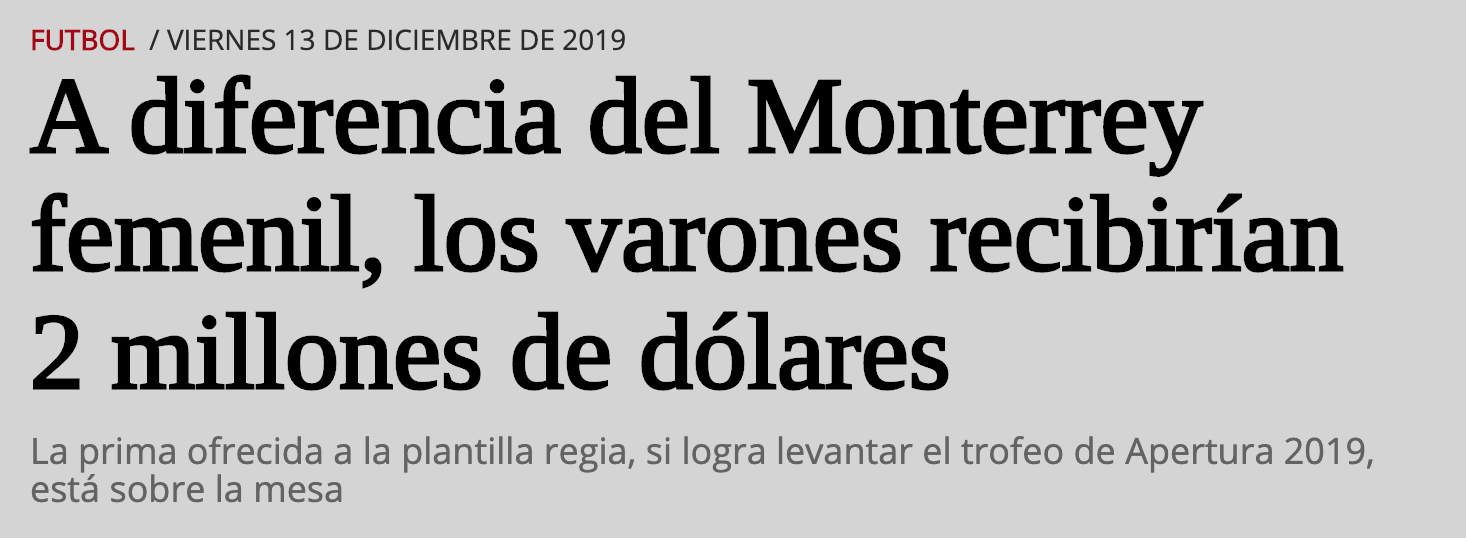 FUTBOL / VIERNES 13 DE DICIEMBRE DE 2019
A diferencia del Monterrey
femenil, los varones recibirían
2 millones de dólares
La prima ofrecida a la plantilla regia, si logra levantar el trofeo de Apertura 2019,
está sobre la mesa